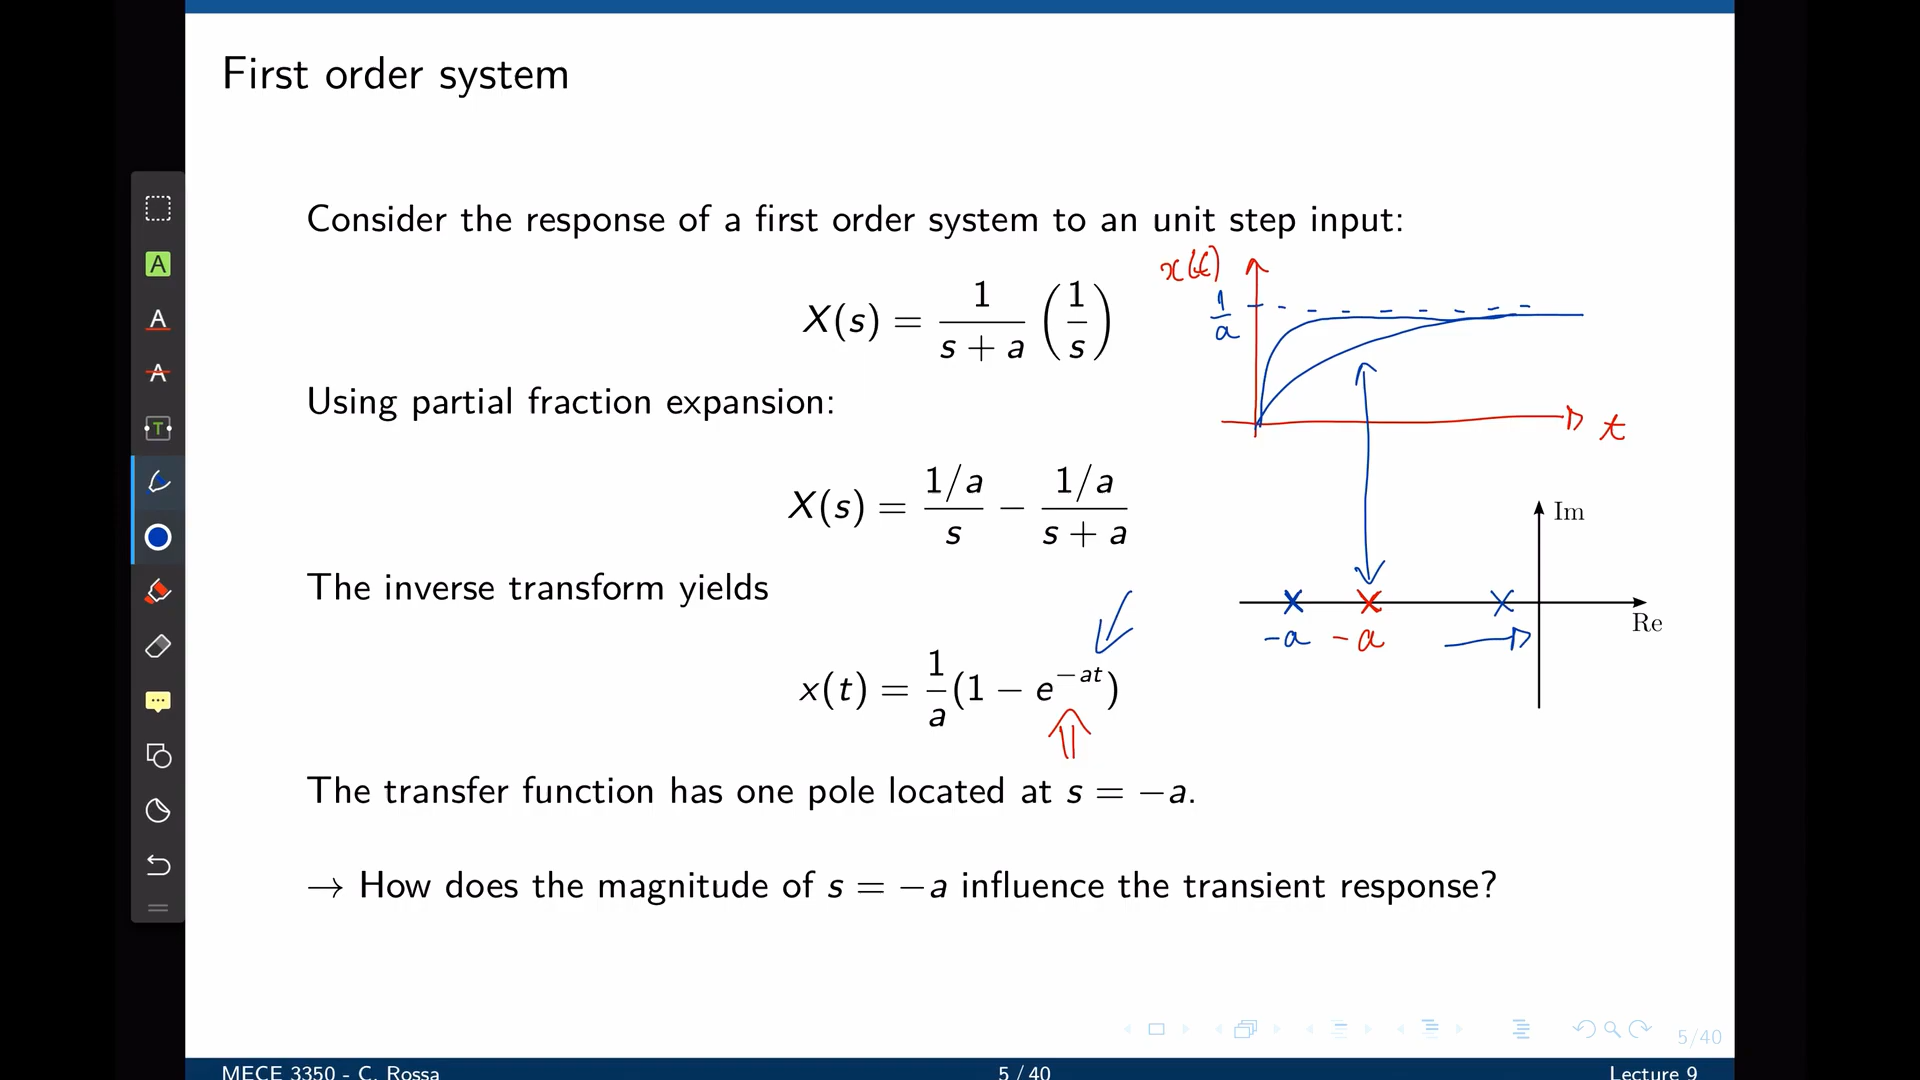 First order system
Consider the response of a first order system to an unit step input:
X(s) = 1/(s + a) (1/s)
x(t)
1/a
Using partial fraction expansion:
t
X(s) = (1/a)/s − (1/a)/(s + a)
Im
The inverse transform yields
Re
-a -a
x(t) = 1/a (1 − e^{−at})
The transfer function has one pole located at s = −a.
→ How does the magnitude of s = −a influence the transient response?
5/40
MECE 3350 - C. Rossa 5 / 40 Lecture 9
A
A
A
T